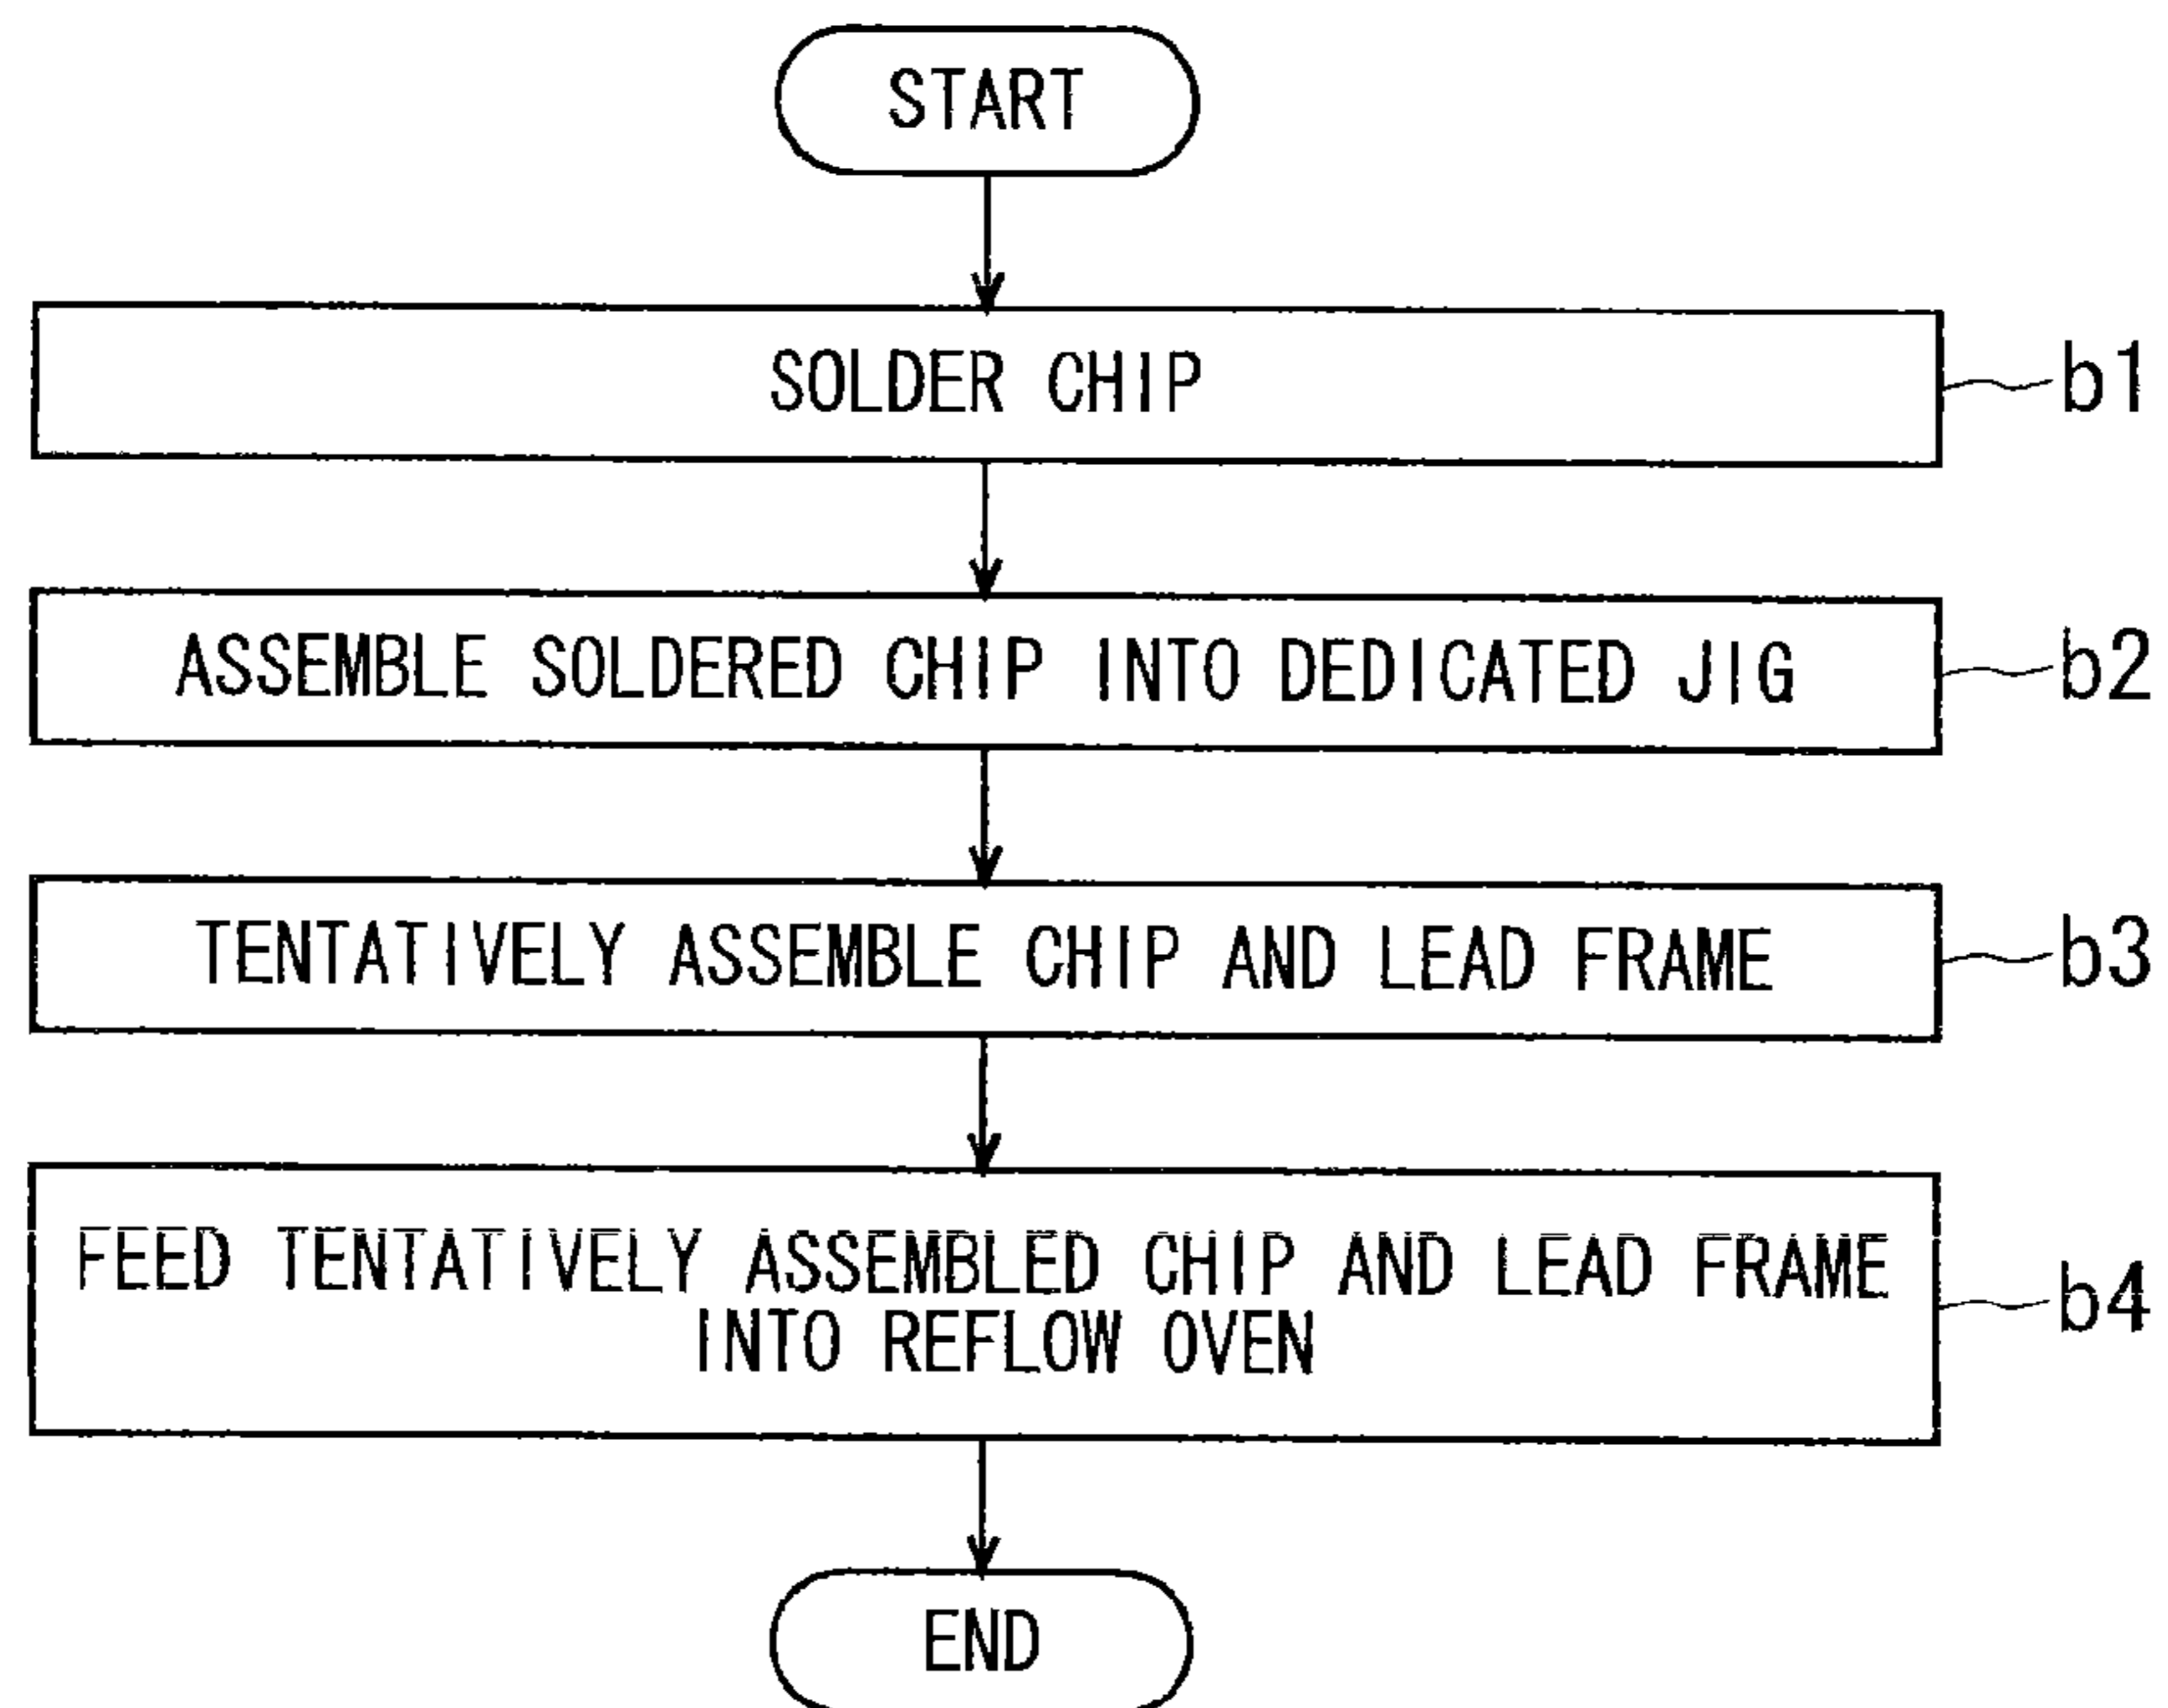 START
SOLDER CHIP
b1
ASSEMBLE SOLDERED CHIP INTO DEDICATED JIG
b2
TENTATIVELY ASSEMBLE CHIP AND LEAD FRAME
b3
FEED TENTATIVELY ASSEMBLED CHIP AND LEAD FRAME
INTO REFLOW OVEN
b4
END